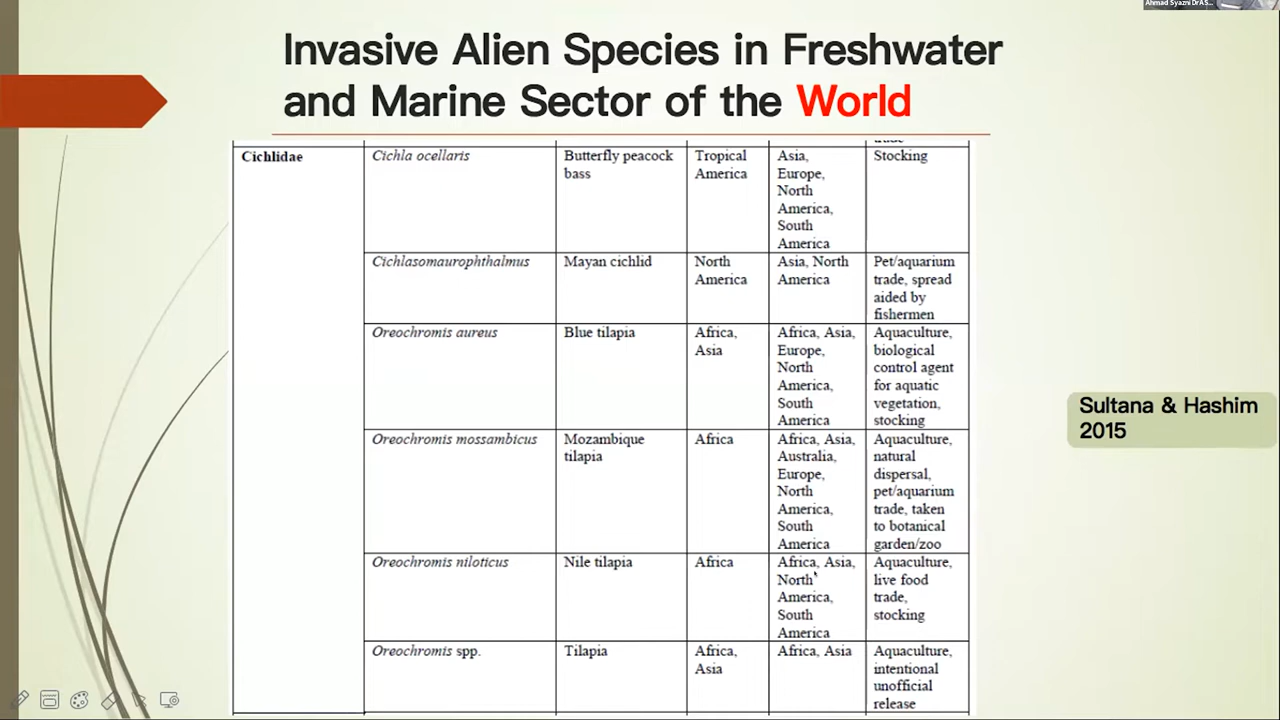 Ahmad Syazni DrAS...
Invasive Alien Species in Freshwater
and Marine Sector of the World
trade
Cichlidae
Cichla ocellaris
Butterfly peacock
bass
Tropical
America
Asia,
Europe,
North
America,
South
America
Stocking
Cichlasomaurophthalmus
Mayan cichlid
North
America
Asia, North
America
Pet/aquarium
trade, spread
aided by
fishermen
Oreochromis aureus
Blue tilapia
Africa,
Asia
Africa, Asia,
Europe,
North
America,
South
America
Aquaculture,
biological
control agent
for aquatic
vegetation,
stocking
Oreochromis mossambicus
Mozambique
tilapia
Africa
Africa, Asia,
Australia,
Europe,
North
America,
South
America
Aquaculture,
natural
dispersal,
pet/aquarium
trade, taken
to botanical
garden/zoo
Oreochromis niloticus
Nile tilapia
Africa
Africa, Asia,
North
America,
South
America
Aquaculture,
live food
trade,
stocking
Oreochromis spp.
Tilapia
Africa,
Asia
Africa, Asia
Aquaculture,
intentional
unofficial
release
Sultana & Hashim
2015